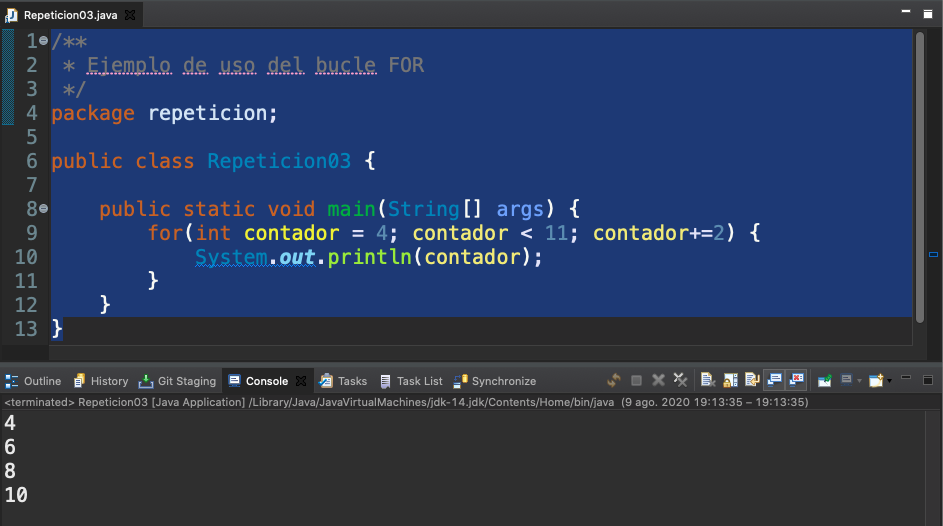 Repeticion03.java
1 /**
2 * Ejemplo de uso del bucle FOR
3 */
4 package repeticion;
5
6 public class Repeticion03 {
7
8 public static void main(String[] args) {
9 for(int contador = 4; contador < 11; contador+=2) {
10 System.out.println(contador);
11 }
12 }
13 }
Outline History Git Staging Console Tasks Task List Synchronize
<terminated> Repeticion03 [Java Application] /Library/Java/JavaVirtualMachines/jdk-14.jdk/Contents/Home/bin/java (9 ago. 2020 19:13:35 – 19:13:35)
4
6
8
10